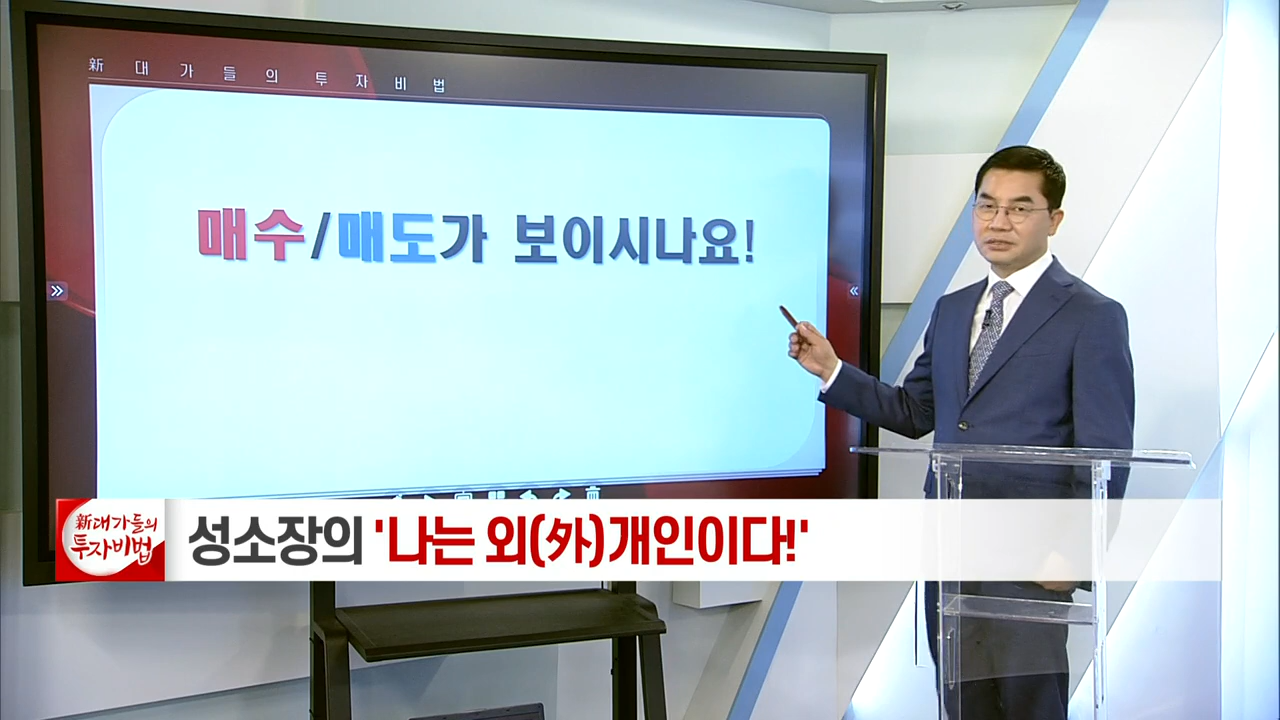 新 대 가 들 의 투 자 비 법
매수/매도가 보이시나요!
新대가들의
투자비법
성소장의 '나는 외(外)개인이다!'